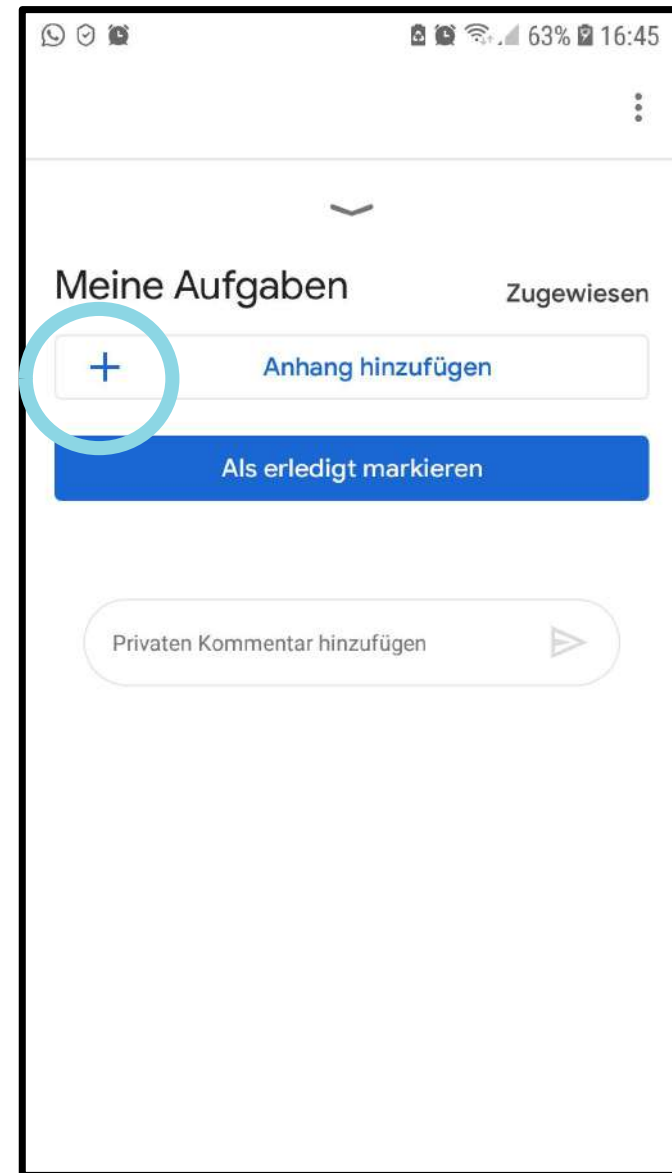 63% 16:45
Meine Aufgaben
Zugewiesen
+ Anhang hinzufügen
Als erledigt markieren
Privaten Kommentar hinzufügen